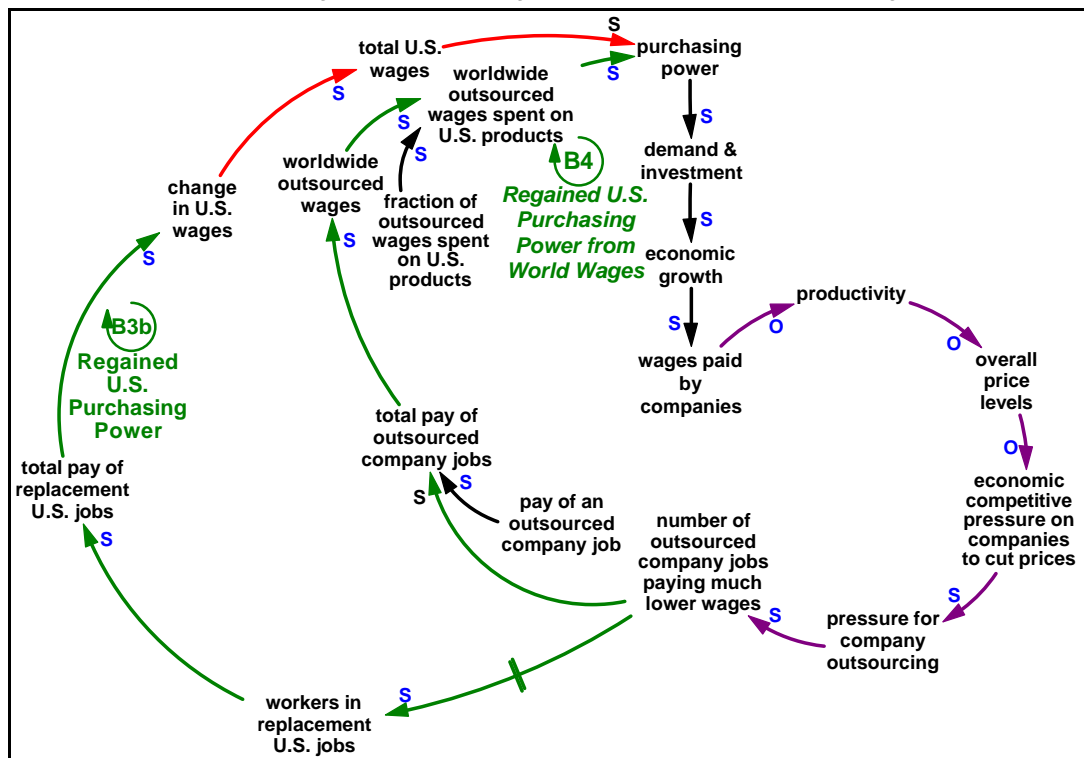 total U.S.
wages
S
S
purchasing
power
S
worldwide
outsourced
wages spent on
U.S. products
S
S
S
B4
demand &
investment
worldwide
outsourced
wages
change
in U.S.
wages
fraction of
outsourced
wages spent
on U.S.
products
Regained U.S.
Purchasing
Power from
World Wages
S
S
S
economic
growth
B3b
Regained
U.S.
Purchasing
Power
S
productivity
O
O
wages paid
by
companies
overall
price
levels
total pay of
outsourced
company jobs
O
total pay of
replacement
U.S. jobs
S
S
pay of an
outsourced
company job
economic
competitive
pressure on
companies
to cut prices
number of
outsourced
company jobs
paying much
lower wages
S
S
S
pressure for
company
outsourcing
S
workers in
replacement
U.S. jobs